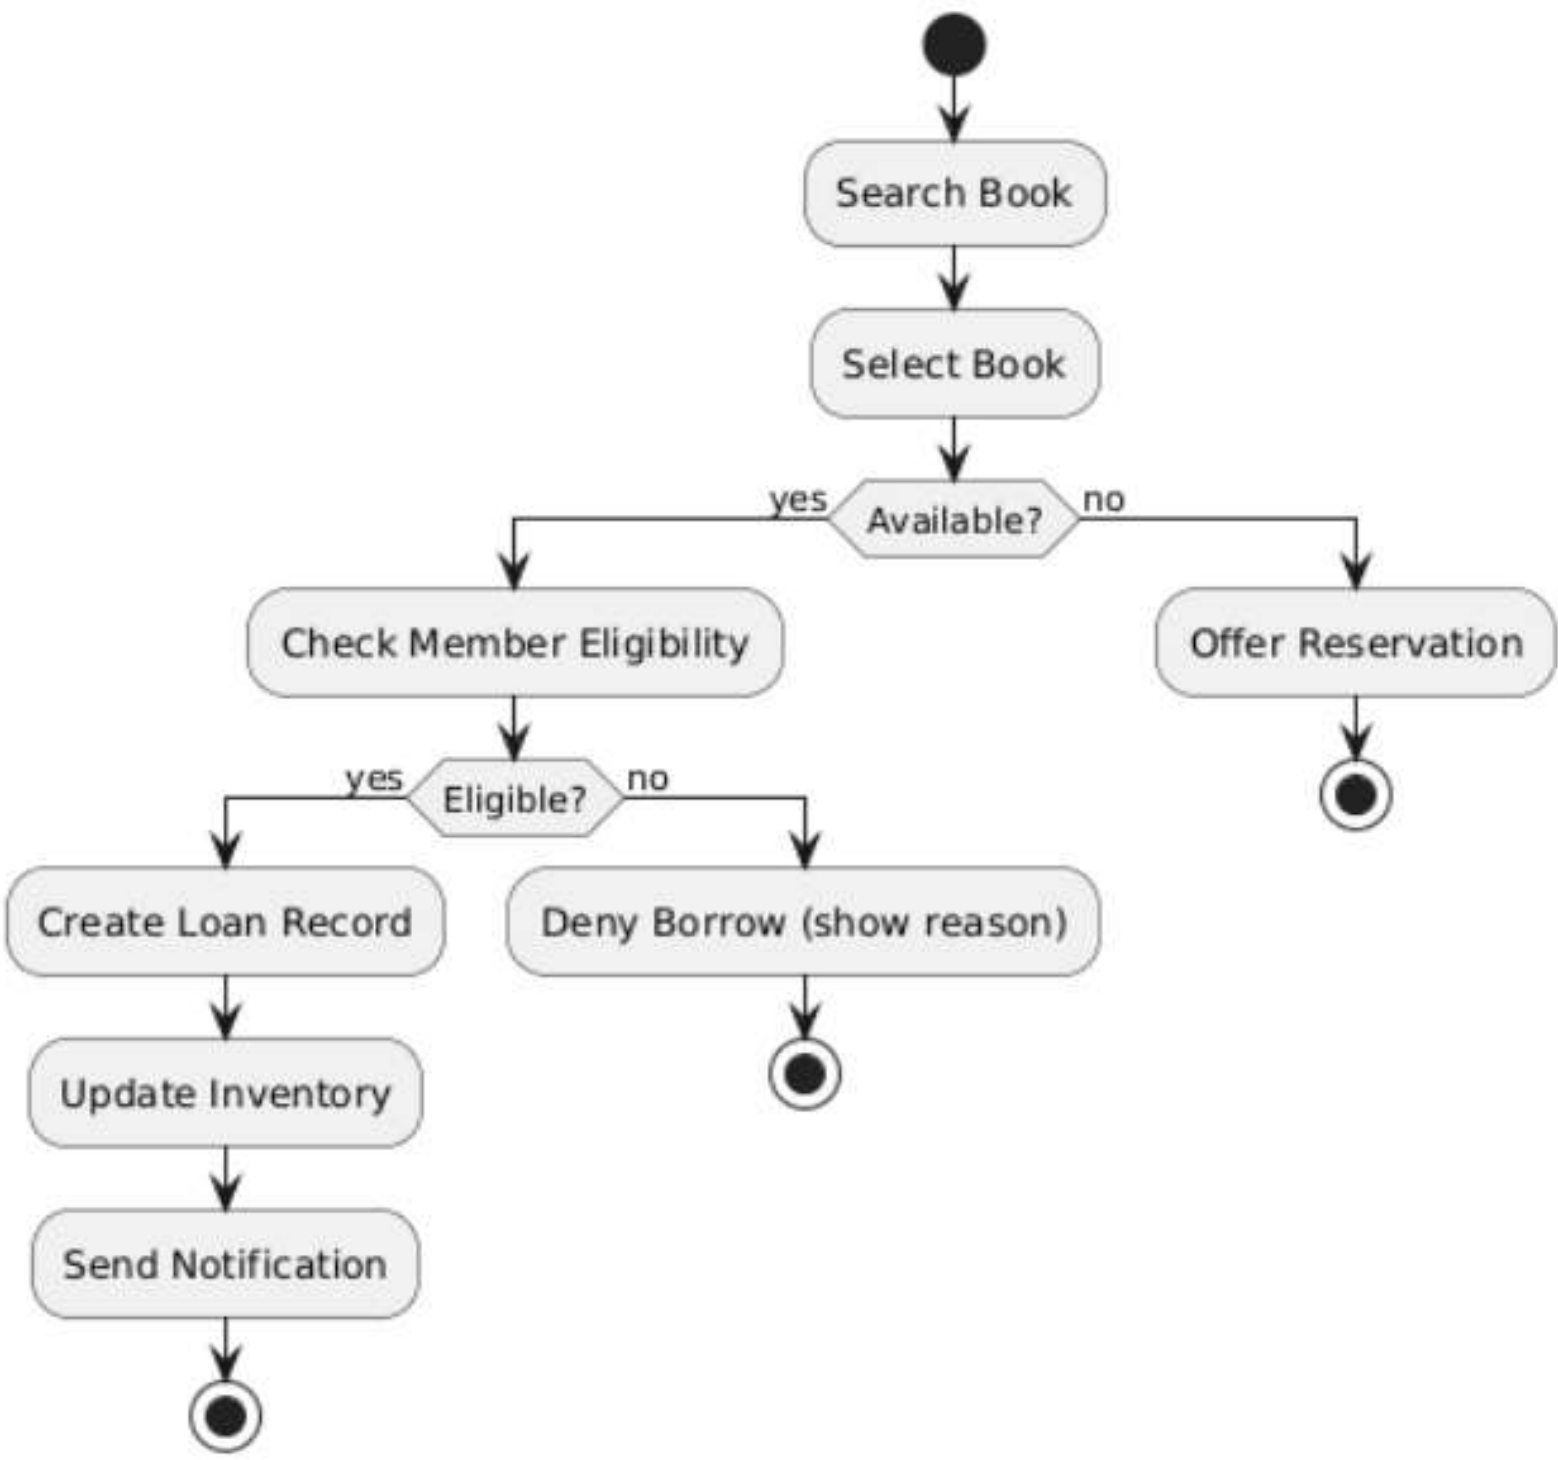 Search Book
Select Book
yes
Available?
no
Check Member Eligibility
Offer Reservation
yes
Eligible?
no
Create Loan Record
Deny Borrow (show reason)
Update Inventory
Send Notification